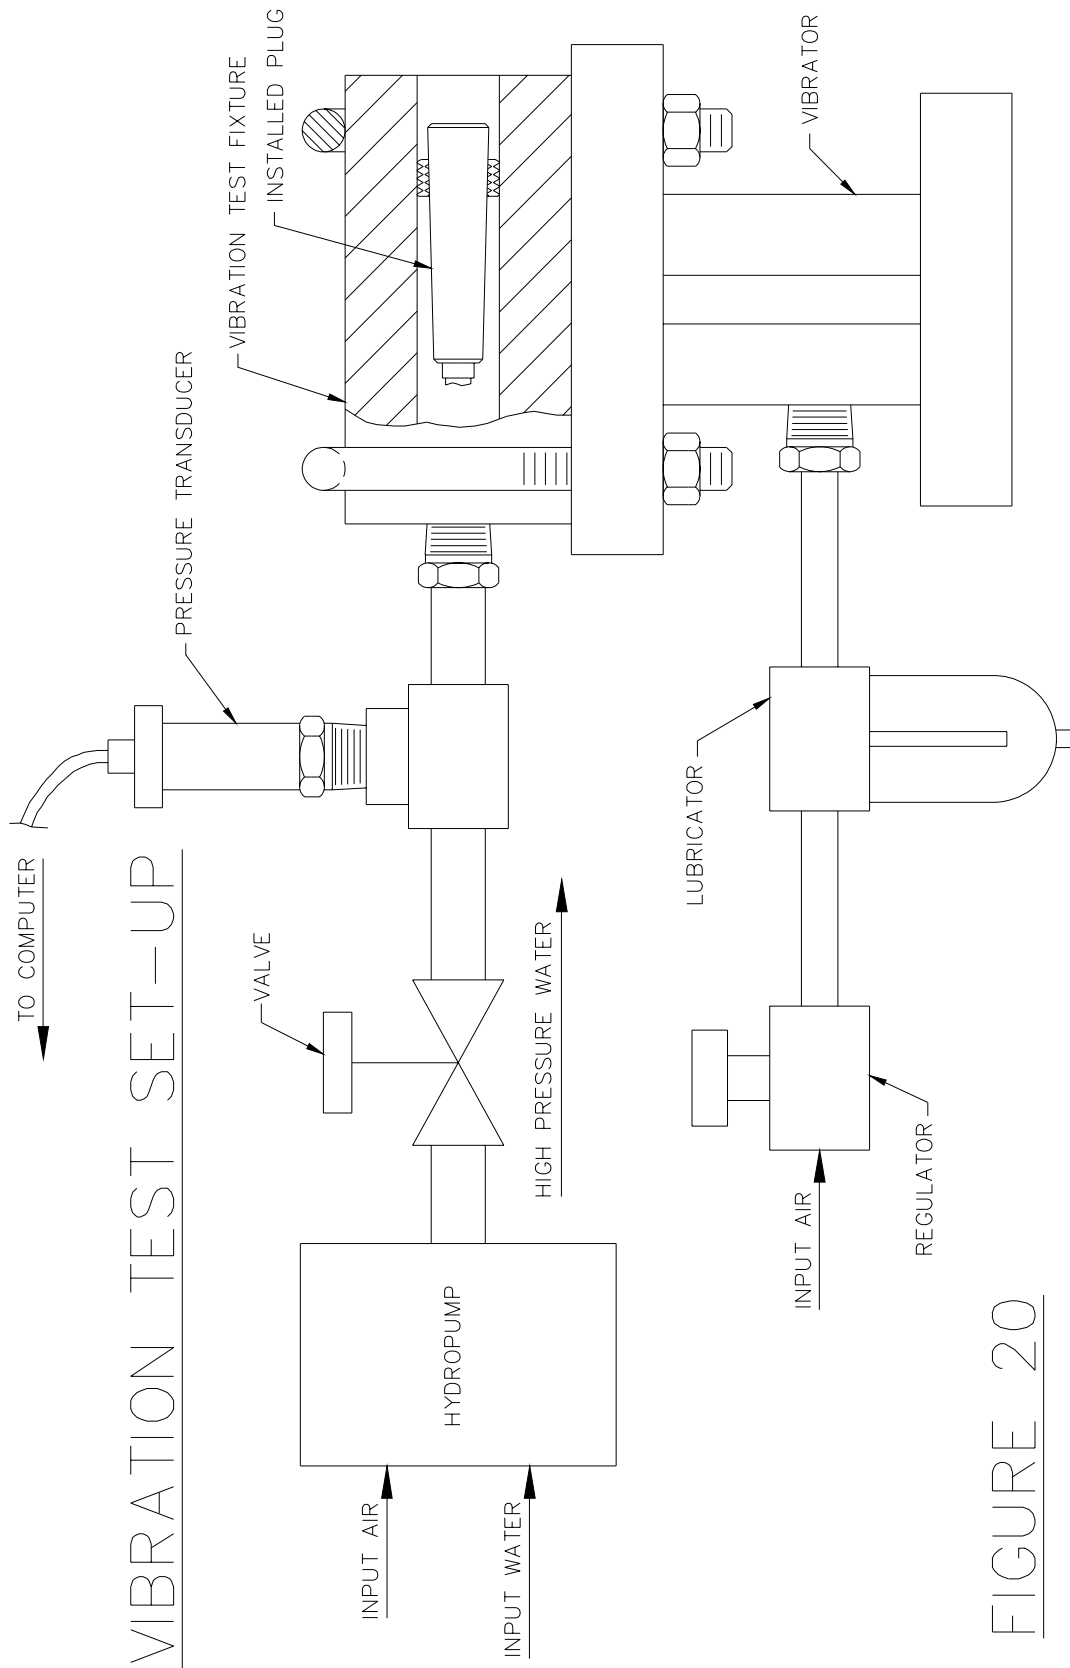 VIBRATION TEST SET-UP
TO COMPUTER
PRESSURE TRANSDUCER
VIBRATION TEST FIXTURE
INSTALLED PLUG
VALVE
INPUT AIR
HYDROPUMP
INPUT WATER
HIGH PRESSURE WATER
LUBRICATOR
VIBRATOR
INPUT AIR
REGULATOR
FIGURE 20